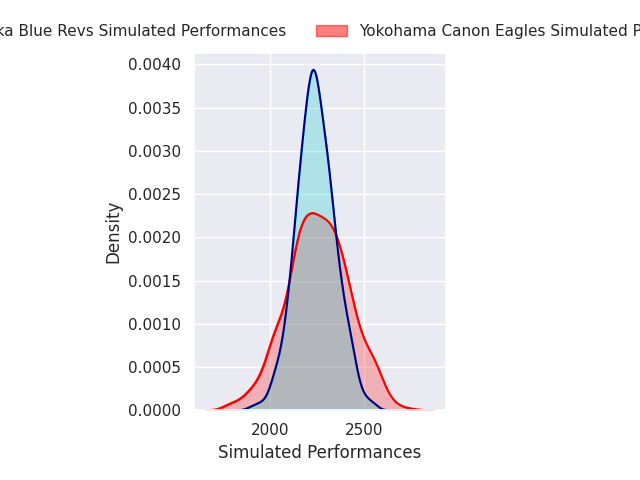 ka Blue Revs Simulated Performances
Yokohama Canon Eagles Simulated P
0.0040
0.0035
0.0030
0.0025
0.0020
0.0015
0.0010
0.0005
0.0000
Density
2000 2500
Simulated Performances